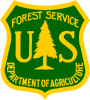 FOREST SERVICE
U S
DEPARTMENT OF AGRICULTURE